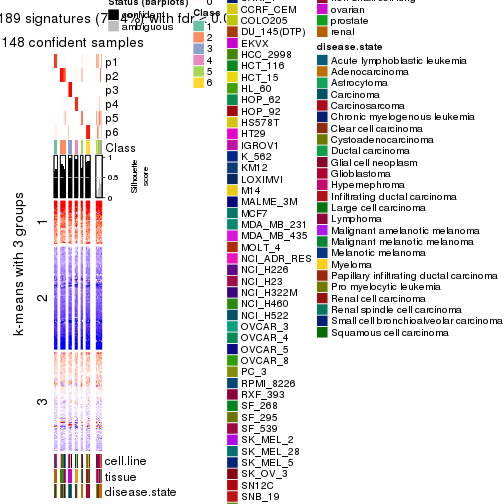 189 signatures (7 4%) with fdr < 0.0
148 confident samples
Status (barplots)
confident
ambiguous
p1
p2
p3
p4
p5
p6
Class
1
0.5
0
Silhouette
score
k-means with 3 groups
1
2
3
cell.line
tissue
disease.state
Class
1
2
3
4
5
6
CCRF_CEM
COLO205
DU_145(DTP)
EKVX
HCC_2998
HCT_116
HCT_15
HL_60
HOP_62
HOP_92
HS578T
HT29
IGROV1
K_562
KM12
LOXIMVI
M14
MALME_3M
MCF7
MDA_MB_231
MDA_MB_435
MOLT_4
NCI_ADR_RES
NCI_H226
NCI_H23
NCI_H322M
NCI_H460
NCI_H522
OVCAR_3
OVCAR_4
OVCAR_5
OVCAR_8
PC_3
RPMI_8226
RXF_393
SF_268
SF_295
SF_539
SK_MEL_2
SK_MEL_28
SK_MEL_5
SK_OV_3
SN12C
SNB_19
ovarian
prostate
renal
disease.state
Acute lymphoblastic leukemia
Adenocarcinoma
Astrocytoma
Carcinoma
Carcinosarcoma
Chronic myelogenous leukemia
Clear cell carcinoma
Cystoadenocarcinoma
Ductal carcinoma
Glial cell neoplasm
Glioblastoma
Hypernephroma
Infiltrating ductal carcinoma
Large cell carcinoma
Lymphoma
Malignant amelanotic melanoma
Malignant melanotic melanoma
Melanotic melanoma
Myeloma
Papillary infiltrating ductal carcinoma
Pro myelocytic leukemia
Renal cell carcinoma
Renal spindle cell carcinoma
Small cell bronchioalveolar carcinoma
Squamous cell carcinoma